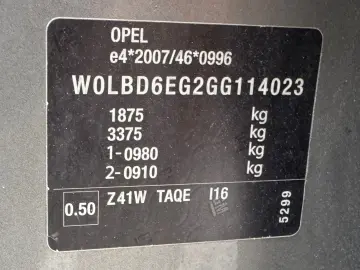 OPEL
e4*2007/46*0996
W0LBD6EG2GG114023
1875 kg
3375 kg
1-0980 kg
2-0910 kg
0.50 Z41W TAQE I16
5299